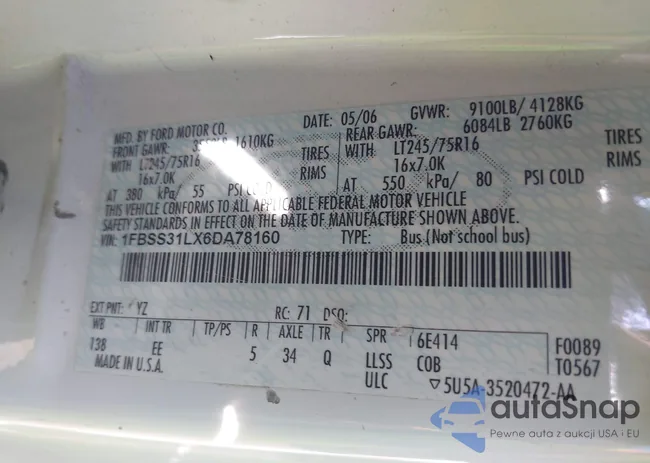 MFD. BY FORD MOTOR CO. DATE: 05/06 GVWR: 9100LB/ 4128KG
FRONT GAWR: 1610KG REAR GAWR: 6084LB 2760KG
WITH LT245/75R16 TIRES WITH LT245/75R16 TIRES
16x7.0K RIMS 16x7.0K RIMS
AT 380 kPa/ 55 PSI COLD AT 550 kPa/ 80 PSI COLD
THIS VEHICLE CONFORMS TO ALL APPLICABLE FEDERAL MOTOR VEHICLE
SAFETY STANDARDS IN EFFECT ON THE DATE OF MANUFACTURE SHOWN ABOVE.
VIN: 1FBSS31LX6DA78160 TYPE: Bus (Not school bus)
EXT PNT: YZ RC: 71 DSO:
WB INT TR TP/PS R AXLE TR SPR 6E414 F0089
138 EE 5 34 Q LLSS COB T0567
MADE IN U.S.A. ULC ▽5U5A-3520472-AA
autaSnap
Pewne auta z aukcji USA i EU